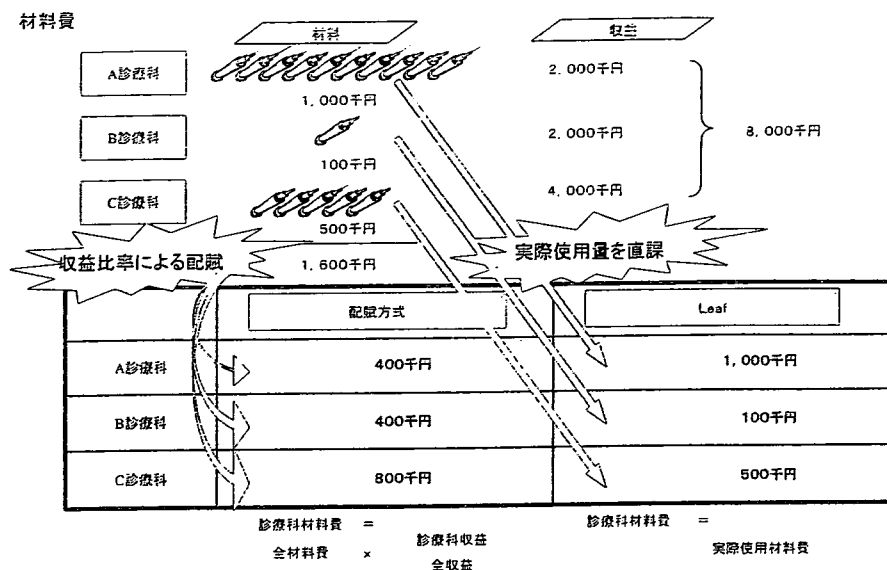 材料費
材料
収益
A診療科
2,000千円
1,000千円
B診療科
2,000千円
8,000千円
100千円
C診療科
4,000千円
500千円
収益比率による配賦
実際使用量を直課
1,600千円
配賦方式
Leaf
A診療科
400千円
1,000千円
B診療科
400千円
100千円
C診療科
800千円
500千円
診療科材料費 =
全材料費 ×
診療科収益
全収益
診療科材料費 =
実際使用材料費